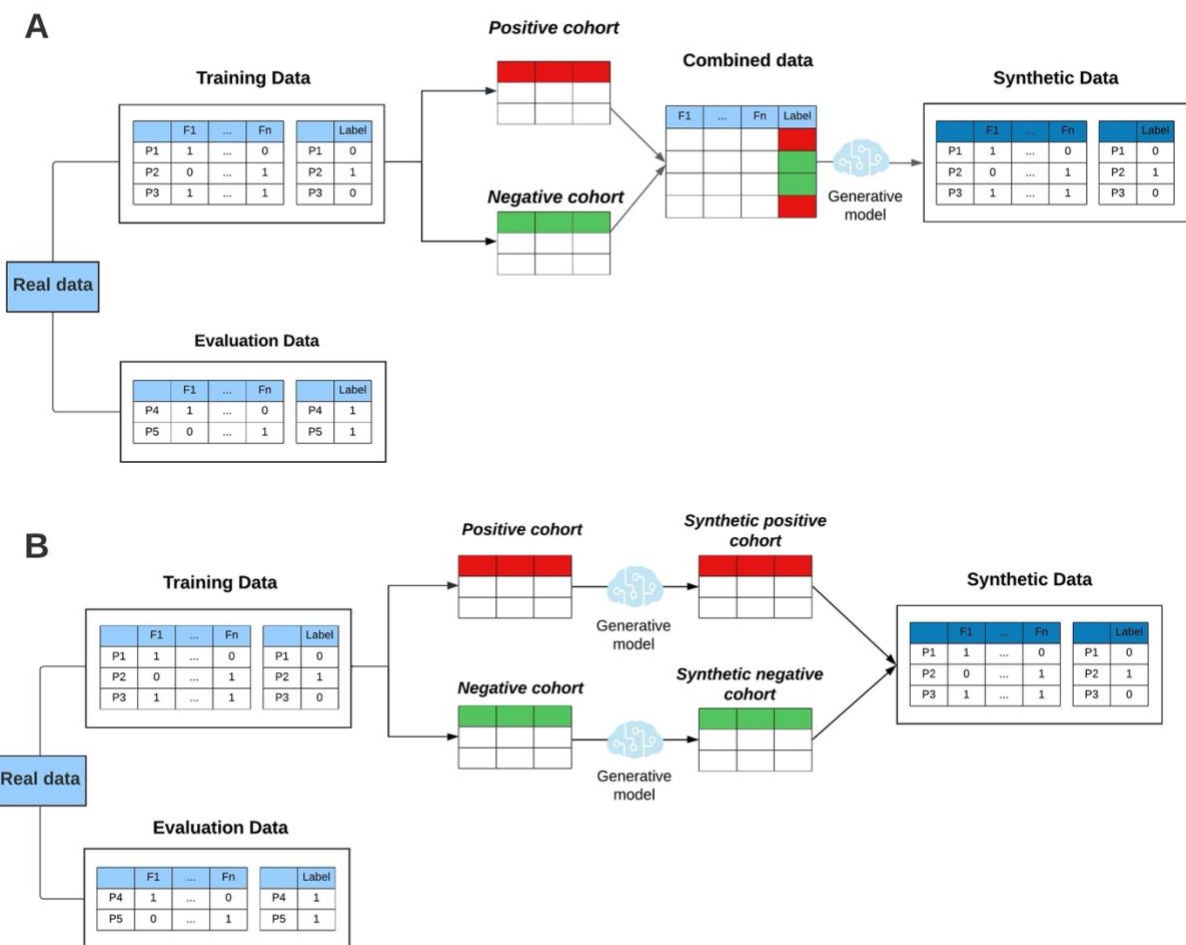 A
Positive cohort
Training Data
Combined data
Synthetic Data
F1 ... Fn Label
P1 1 ... 0 P1 0
P2 0 ... 1 P2 1
P3 1 ... 1 P3 0
F1 ... Fn Label
Generative
model
F1 ... Fn Label
P1 1 ... 0 P1 0
P2 0 ... 1 P2 1
P3 1 ... 1 P3 0
Negative cohort
Real data
Evaluation Data
F1 ... Fn Label
P4 1 ... 0 P4 1
P5 0 ... 1 P5 1
B
Positive cohort
Synthetic positive
cohort
Training Data
Synthetic Data
Generative
model
F1 ... Fn Label
P1 1 ... 0 P1 0
P2 0 ... 1 P2 1
P3 1 ... 1 P3 0
F1 ... Fn Label
P1 1 ... 0 P1 0
P2 0 ... 1 P2 1
P3 1 ... 1 P3 0
Negative cohort
Synthetic negative
cohort
Generative
model
Real data
Evaluation Data
F1 ... Fn Label
P4 1 ... 0 P4 1
P5 0 ... 1 P5 1